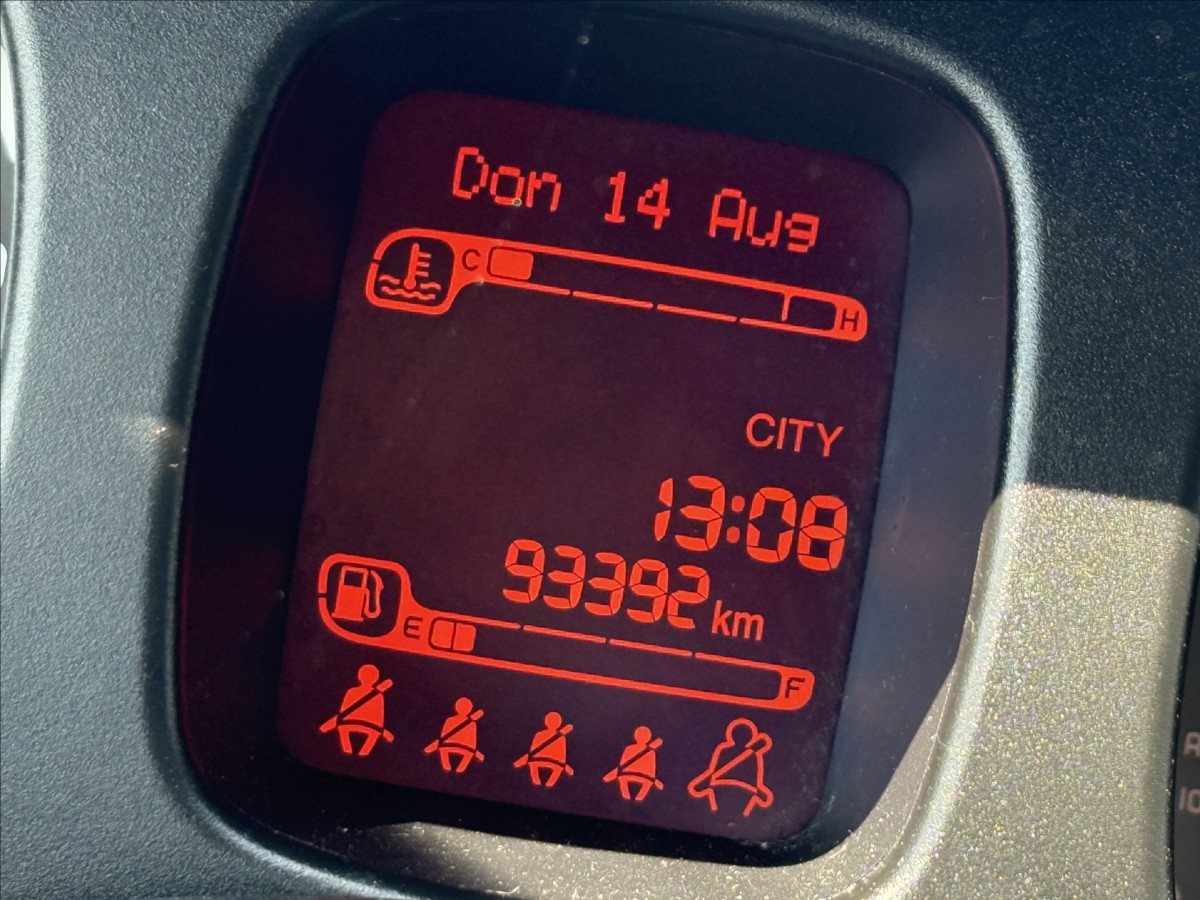 Don 14 Aug
C H
CITY
13:08
93392 km
E F